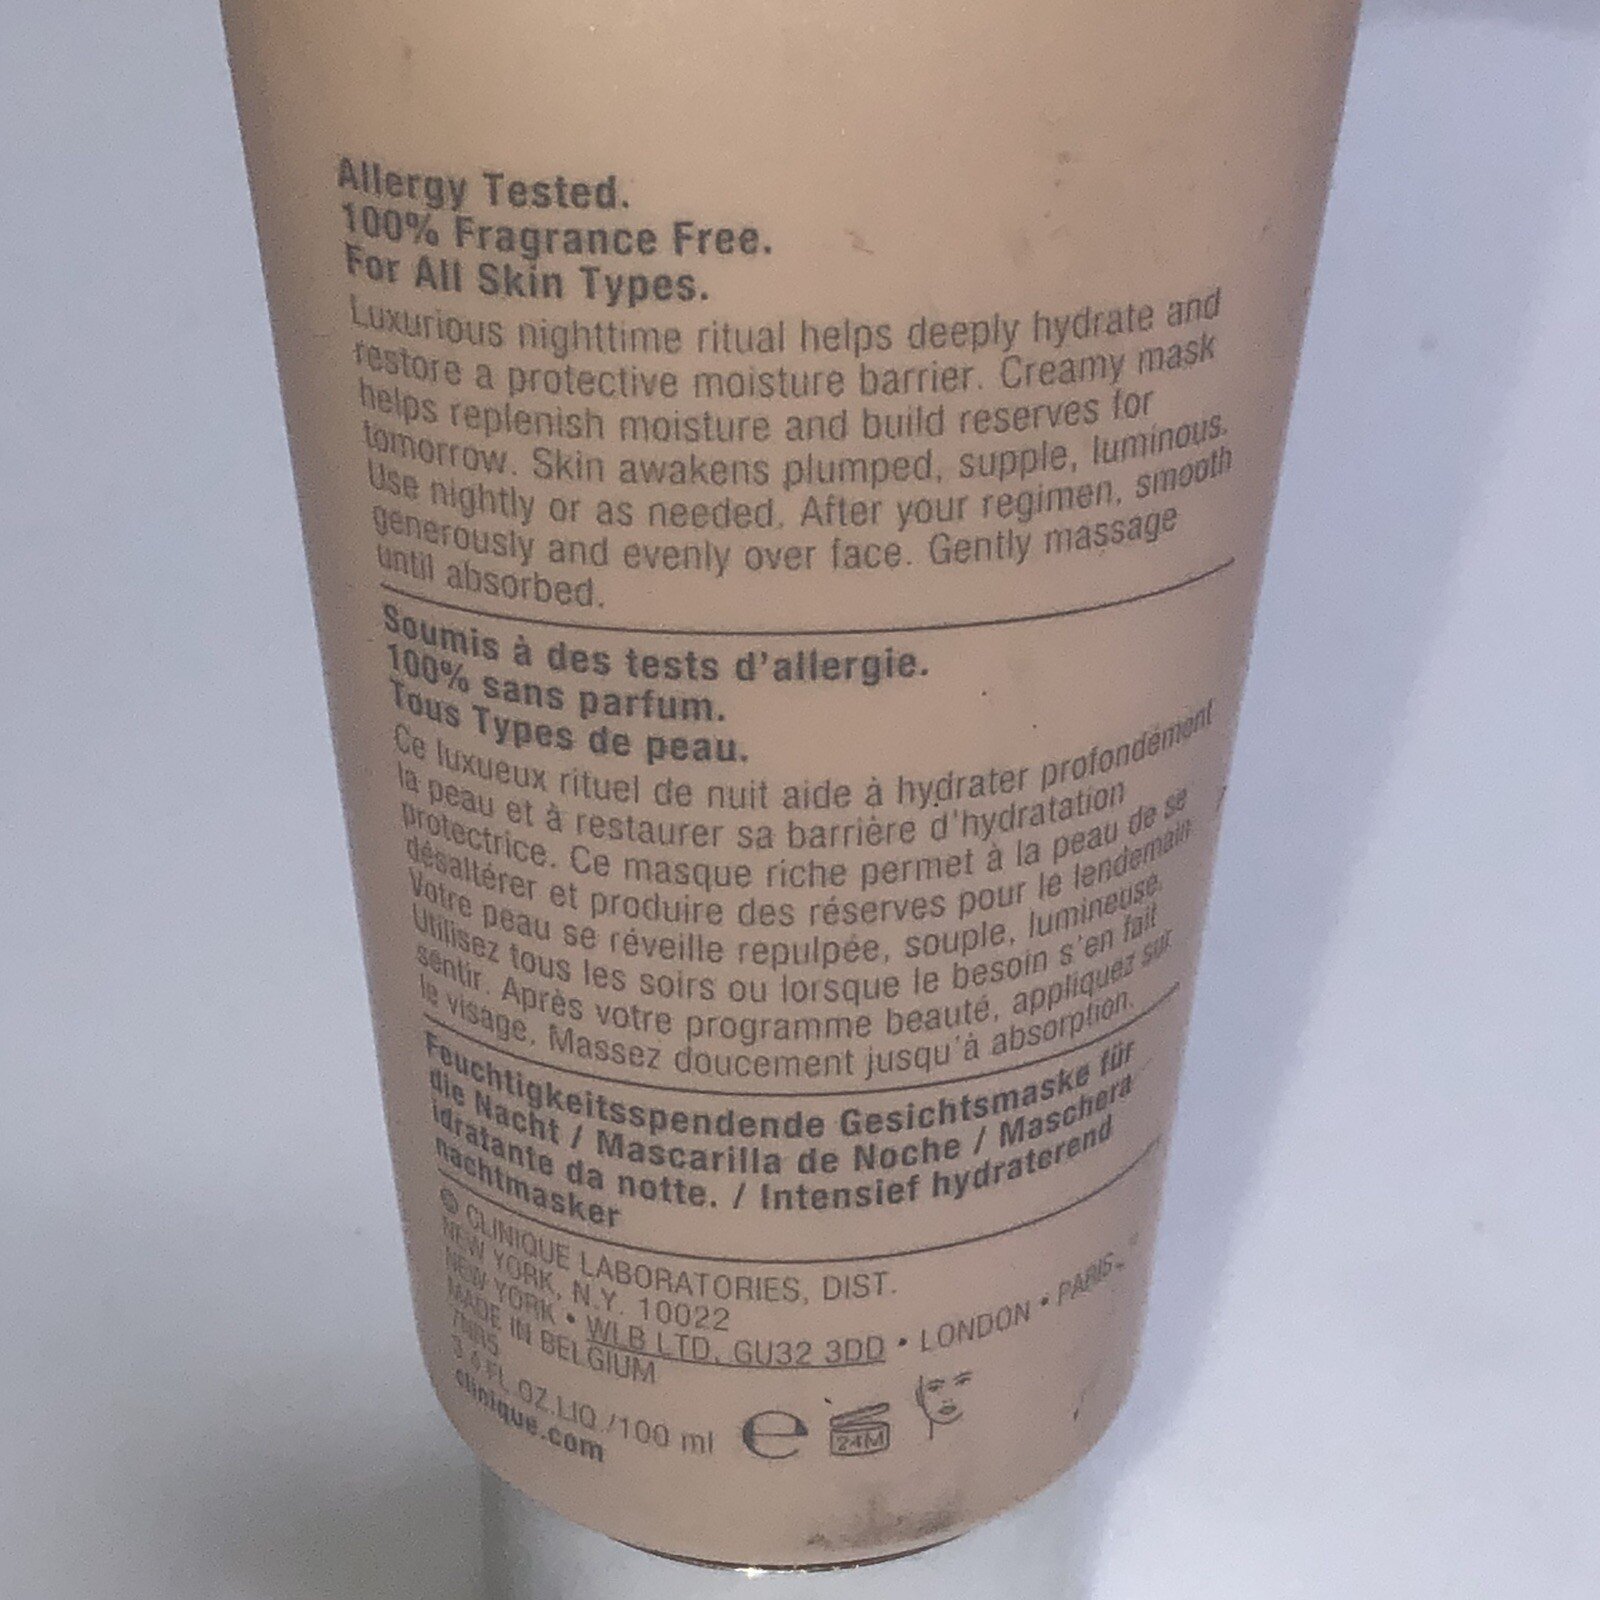 Allergy Tested.
100% Fragrance Free.
For All Skin Types.
Luxurious nighttime ritual helps deeply hydrate and
restore a protective moisture barrier. Creamy mask
helps replenish moisture and build reserves for
tomorrow. Skin awakens plumped, supple, luminous.
Use nightly or as needed. After your regimen, smooth
generously and evenly over face. Gently massage
until absorbed.
Soumis à des tests d'allergie.
100% sans parfum.
Tous Types de peau.
Ce luxueux rituel de nuit aide à hydrater profondément
la peau et à restaurer sa barrière d'hydratation
protectrice. Ce masque riche permet à la peau de se
désaltérer et produire des réserves pour le lendemain
Votre peau se réveille repulpée, souple, lumineuse.
Utilisez tous les soirs ou lorsque le besoin s'en fait
sentir. Après votre programme beauté, appliquez sur
le visage. Massez doucement jusqu'à absorption.
Feuchtigkeitsspendende Gesichtsmaske für
die Nacht / Mascarilla de Noche / Maschera
idratante da notte. / Intensief hydraterend
nachtmasker
© CLINIQUE LABORATORIES, DIST.
NEW YORK, N.Y. 10022
NEW YORK • WLB LTD, GU32 3DD • LONDON • PARIS
MADE IN BELGIUM
7NR5
3.4 FL.OZ.LIQ./100 ml e 24M
clinique.com